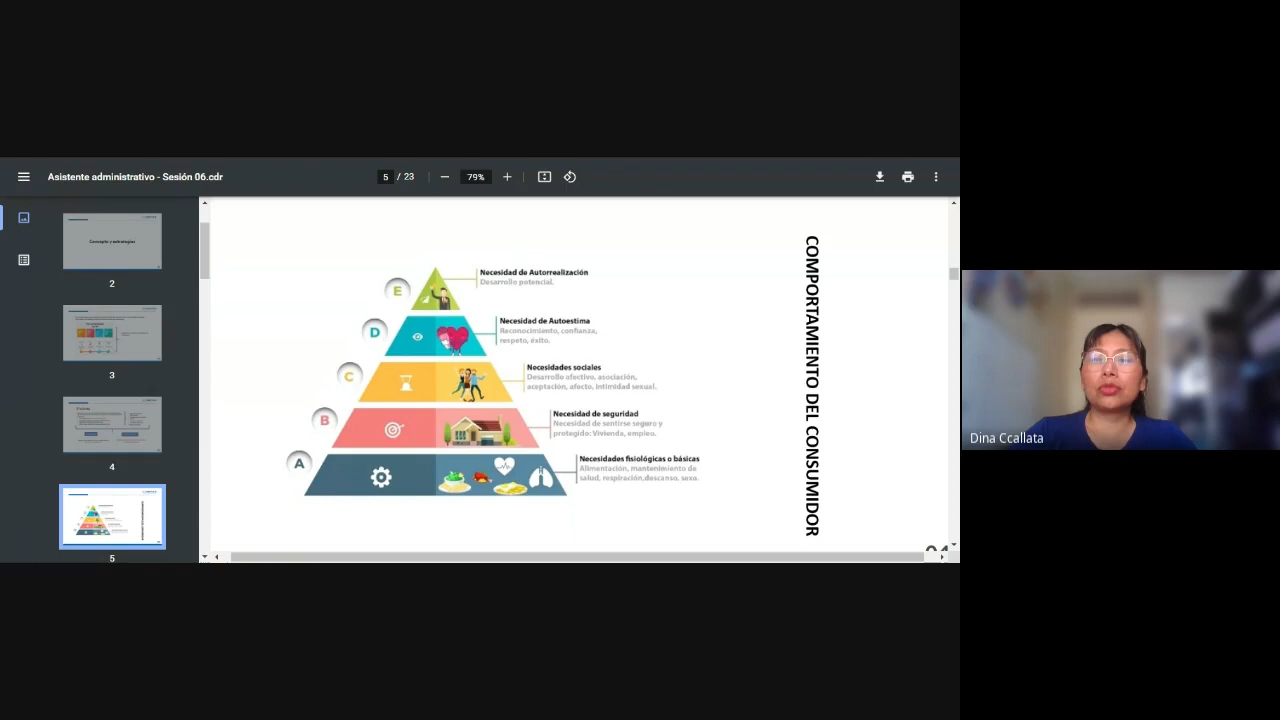 Asistente administrativo - Sesión 06.cdr
5 / 23
79%
Concepto y estrategias
2
3
4
5
E
Necesidad de Autorrealización
Desarrollo potencial.
D
Necesidad de Autoestima
Reconocimiento, confianza,
respeto, éxito.
C
Necesidades sociales
Desarrollo afectivo, asociación,
aceptación, afecto, intimidad sexual.
B
Necesidad de seguridad
Necesidad de sentirse seguro y
protegido: Vivienda, empleo.
A
Necesidades fisiológicas o básicas
Alimentación, mantenimiento de
salud, respiración,descanso, sexo.
COMPORTAMIENTO DEL CONSUMIDOR
Dina Ccallata